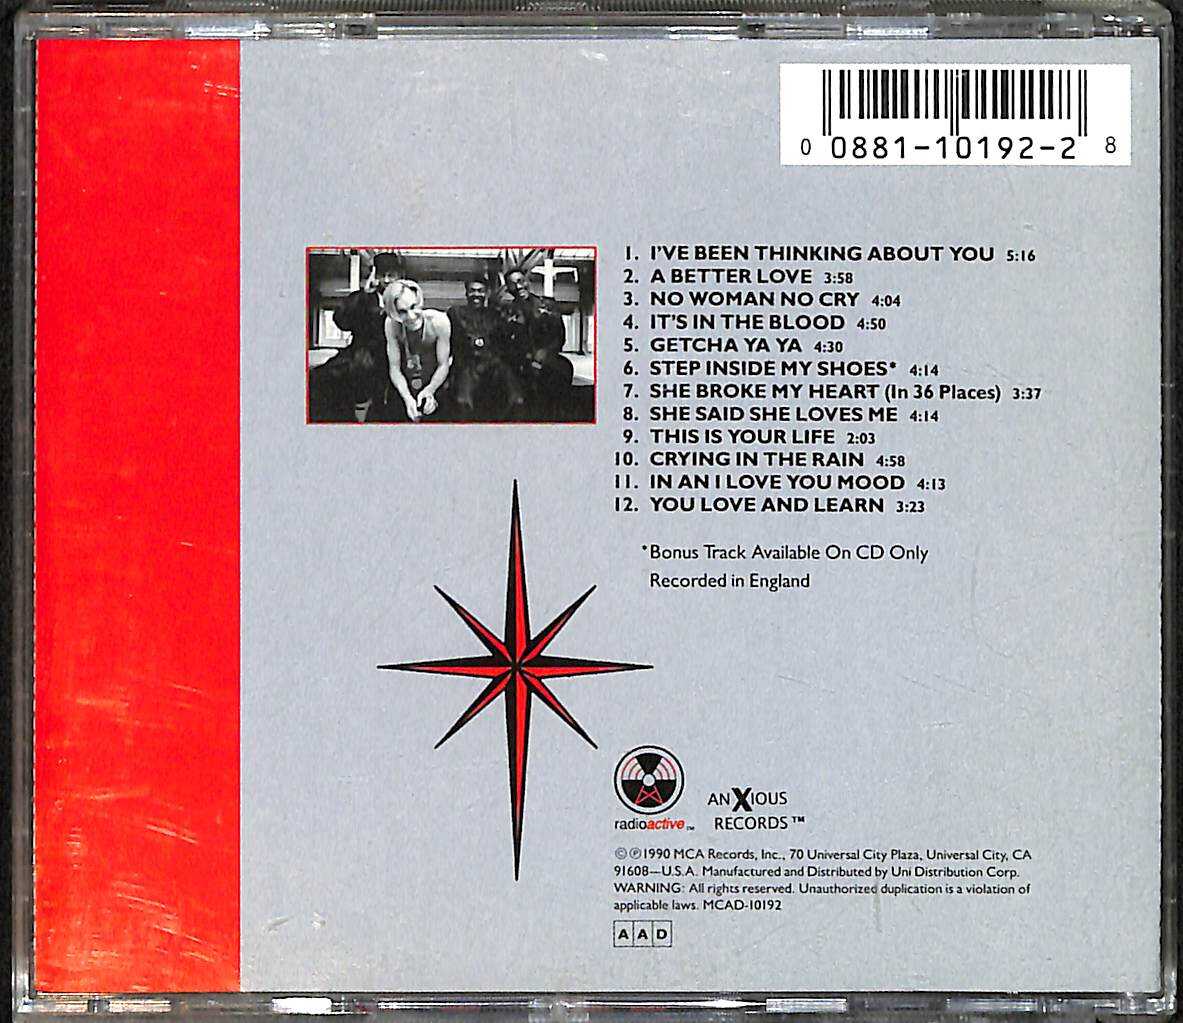 0 0881-10192-2 8
1. I'VE BEEN THINKING ABOUT YOU 5:16
2. A BETTER LOVE 3:58
3. NO WOMAN NO CRY 4:04
4. IT'S IN THE BLOOD 4:50
5. GETCHA YA YA 4:30
6. STEP INSIDE MY SHOES* 4:14
7. SHE BROKE MY HEART (In 36 Places) 3:37
8. SHE SAID SHE LOVES ME 4:14
9. THIS IS YOUR LIFE 2:03
10. CRYING IN THE RAIN 4:58
11. IN AN I LOVE YOU MOOD 4:13
12. YOU LOVE AND LEARN 3:23
*Bonus Track Available On CD Only
Recorded in England
radioactive™
ANXIOUS
RECORDS™
©℗1990 MCA Records, Inc., 70 Universal City Plaza, Universal City, CA
91608—U.S.A. Manufactured and Distributed by Uni Distribution Corp.
WARNING: All rights reserved. Unauthorized duplication is a violation of
applicable laws. MCAD-10192
A A D